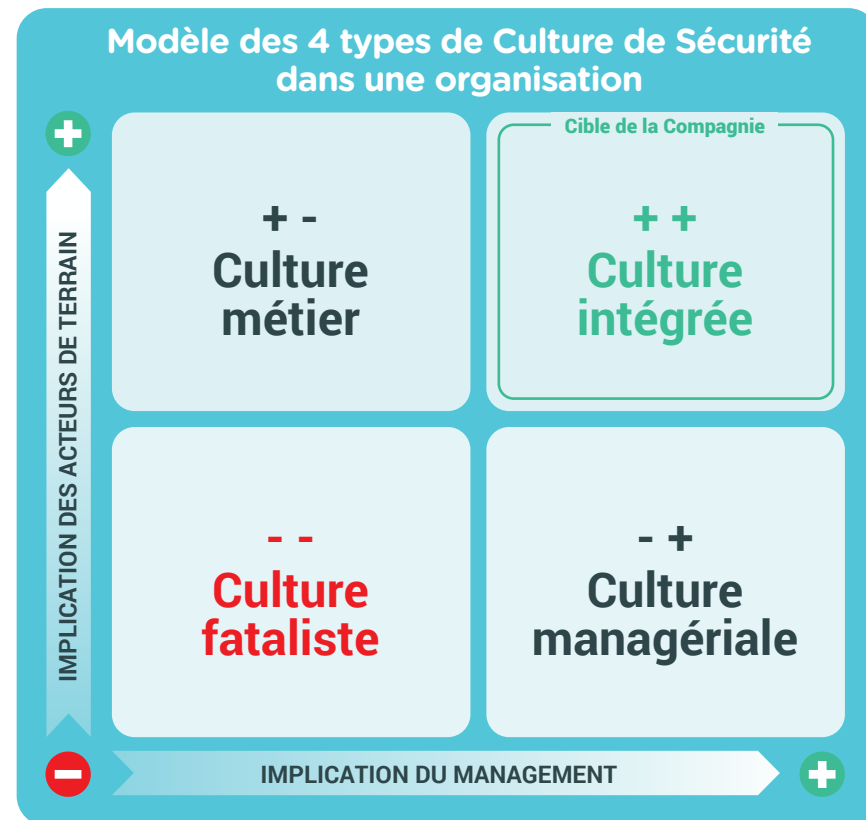 Modèle des 4 types de Culture de Sécurité
dans une organisation
+
Cible de la Compagnie
IMPLICATION DES ACTEURS DE TERRAIN
+ -
Culture
métier
+ +
Culture
intégrée
- -
Culture
fataliste
- +
Culture
managériale
-
IMPLICATION DU MANAGEMENT
+